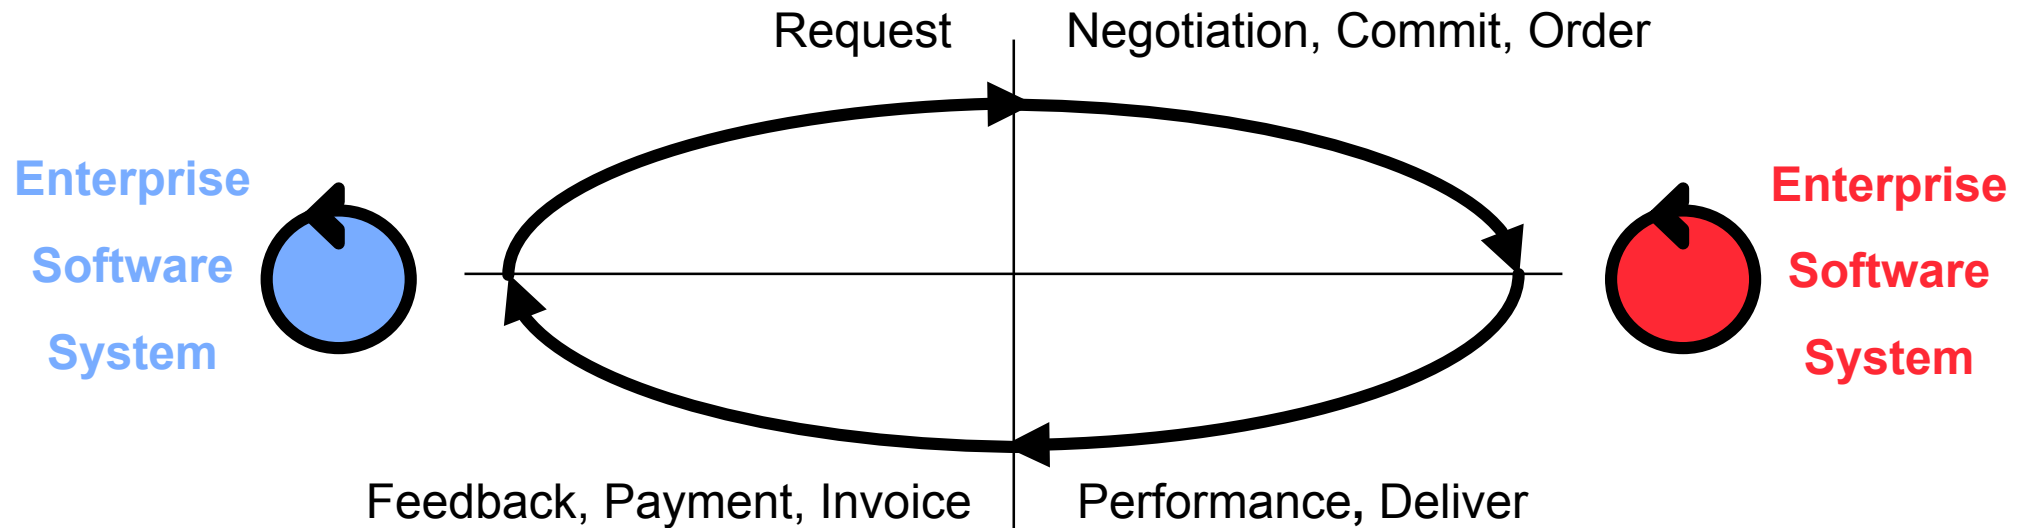 Request
Negotiation, Commit, Order
Enterprise
Software
System
Enterprise
Software
System
Feedback, Payment, Invoice
Performance, Deliver